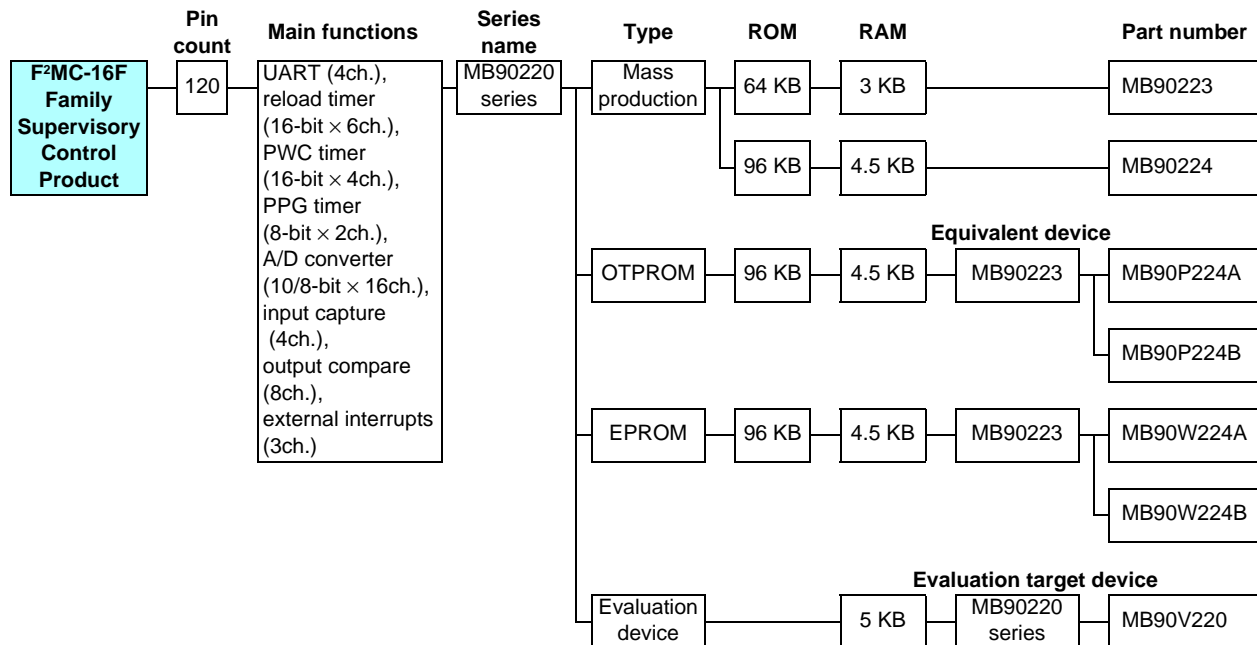 Pin count
Main functions
Series name
Type
ROM
RAM
Part number
F²MC-16F
Family
Supervisory
Control
Product
120
UART (4ch.),
reload timer
(16-bit × 6ch.),
PWC timer
(16-bit × 4ch.),
PPG timer
(8-bit × 2ch.),
A/D converter
(10/8-bit × 16ch.),
input capture
(4ch.),
output compare
(8ch.),
external interrupts
(3ch.)
MB90220
series
Mass
production
64 KB
3 KB
MB90223
96 KB
4.5 KB
MB90224
Equivalent device
OTPROM
96 KB
4.5 KB
MB90223
MB90P224A
MB90P224B
EPROM
96 KB
4.5 KB
MB90223
MB90W224A
MB90W224B
Evaluation target device
Evaluation
device
5 KB
MB90220
series
MB90V220